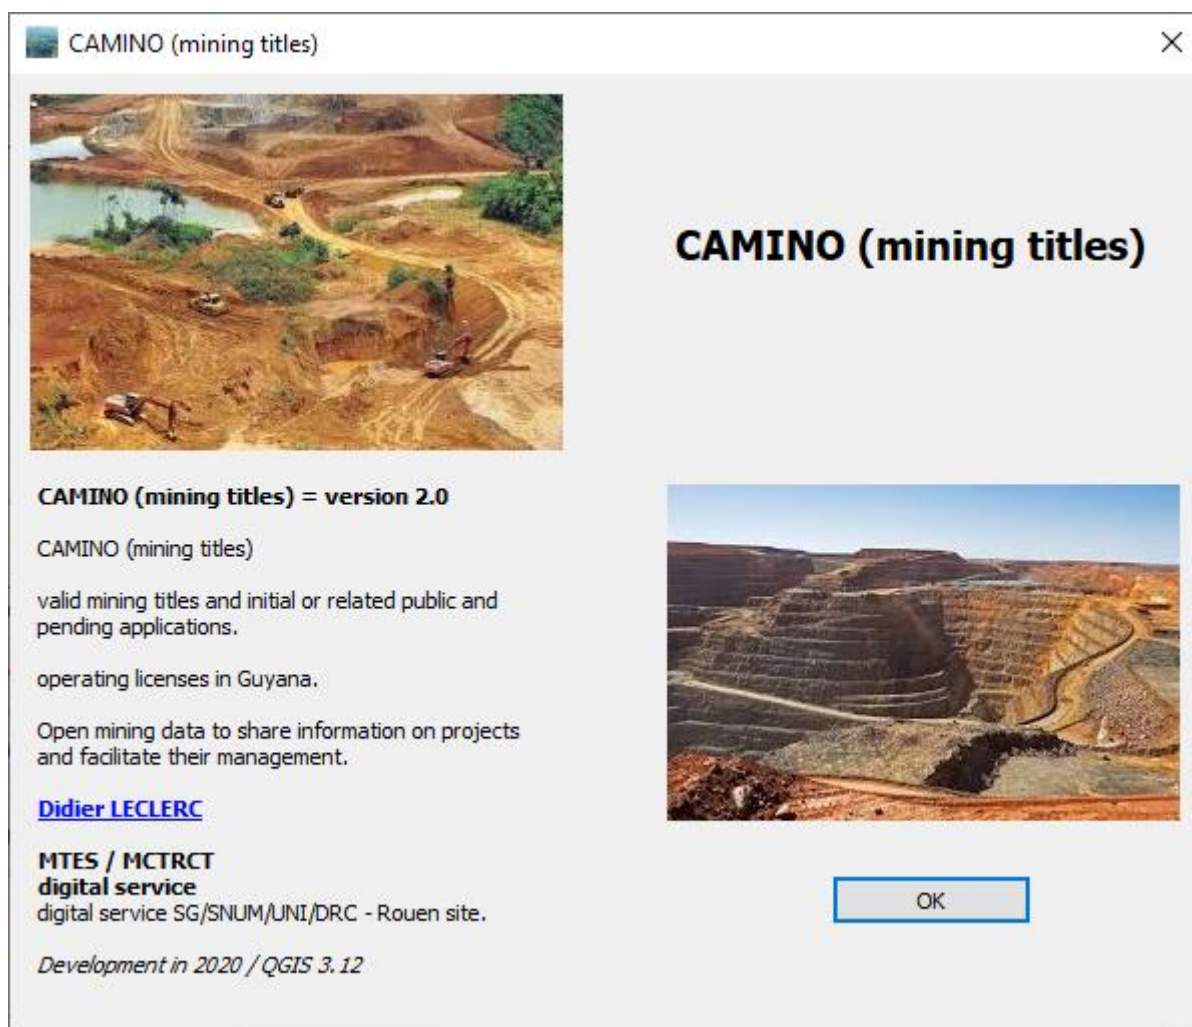 CAMINO (mining titles)
CAMINO (mining titles)
CAMINO (mining titles) = version 2.0
CAMINO (mining titles)
valid mining titles and initial or related public and
pending applications.
operating licenses in Guyana.
Open mining data to share information on projects
and facilitate their management.
Didier LECLERC
MTES / MCTRCT
digital service
digital service SG/SNUM/UNI/DRC - Rouen site.
Development in 2020 / QGIS 3.12
OK